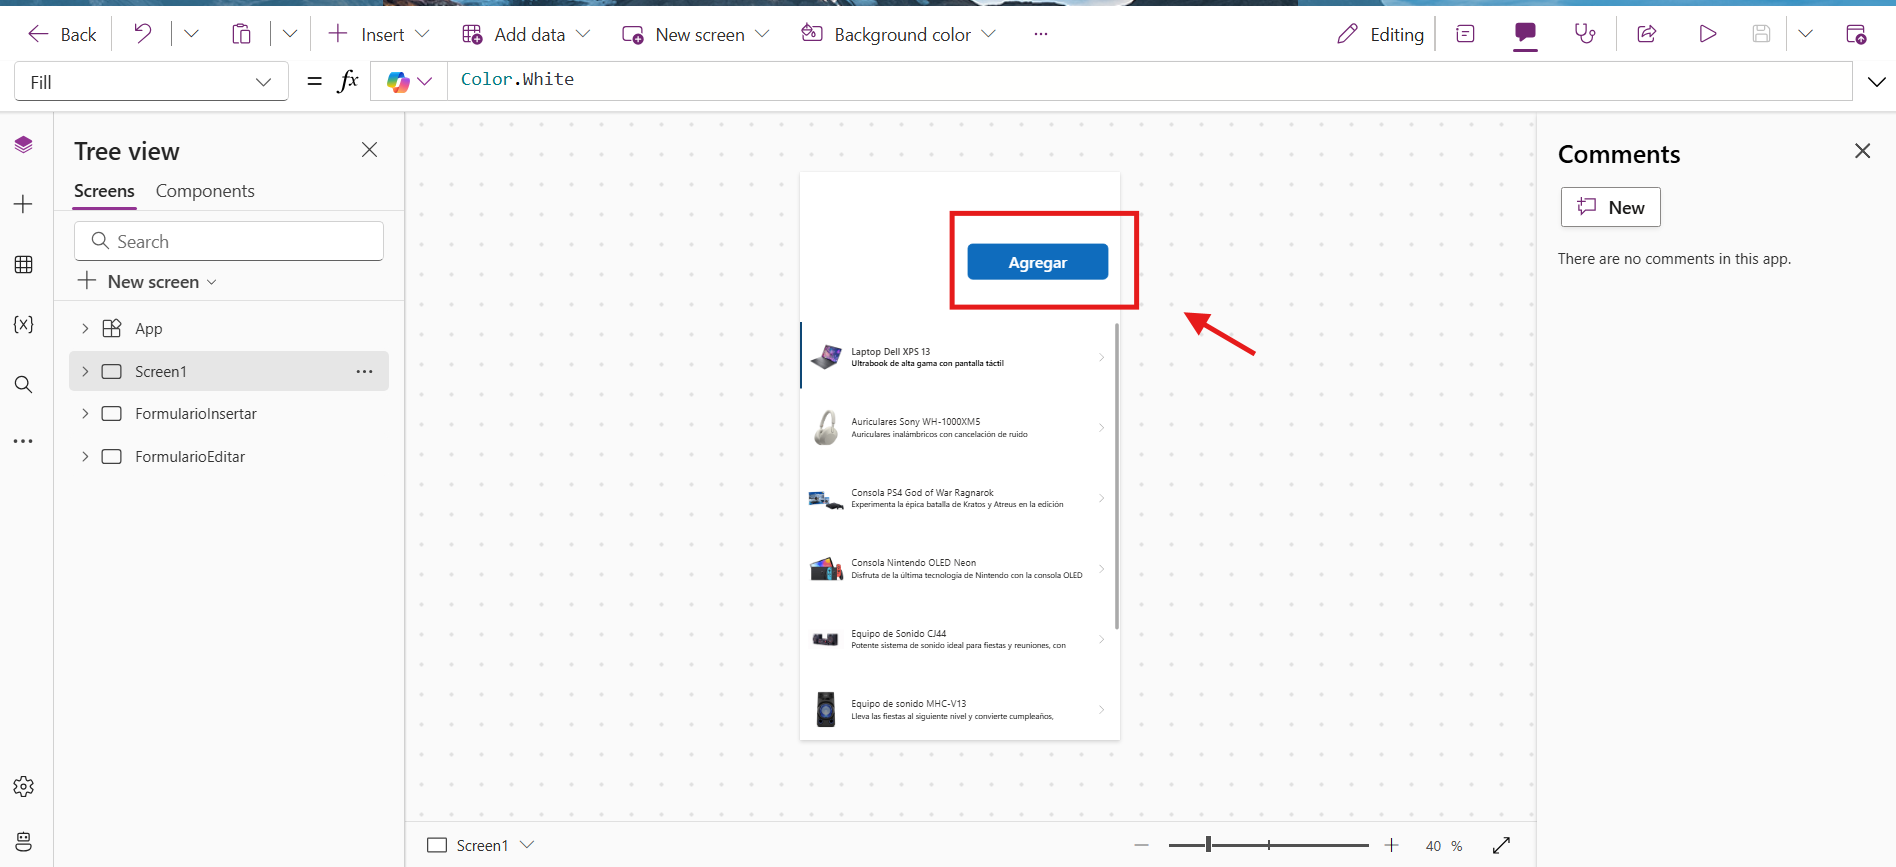 Back
Insert
Add data
New screen
Background color
...
Editing
Fill
= fx
Color.White
Tree view
Screens
Components
Search
New screen
App
Screen1
...
FormularioInsertar
FormularioEditar
Agregar
Laptop Dell XPS 13
Ultrabook de alta gama con pantalla táctil
Auriculares Sony WH-1000XM5
Auriculares inalámbricos con cancelación de ruido
Consola PS4 God of War Ragnarok
Experimenta la épica batalla de Kratos y Atreus en la edición
Consola Nintendo OLED Neon
Disfruta de la última tecnología de Nintendo con la consola OLED
Equipo de Sonido CJ44
Potente sistema de sonido ideal para fiestas y reuniones, con
Equipo de sonido MHC-V13
Lleva las fiestas al siguiente nivel y convierte cumpleaños,
Comments
New
There are no comments in this app.
Screen1
40 %